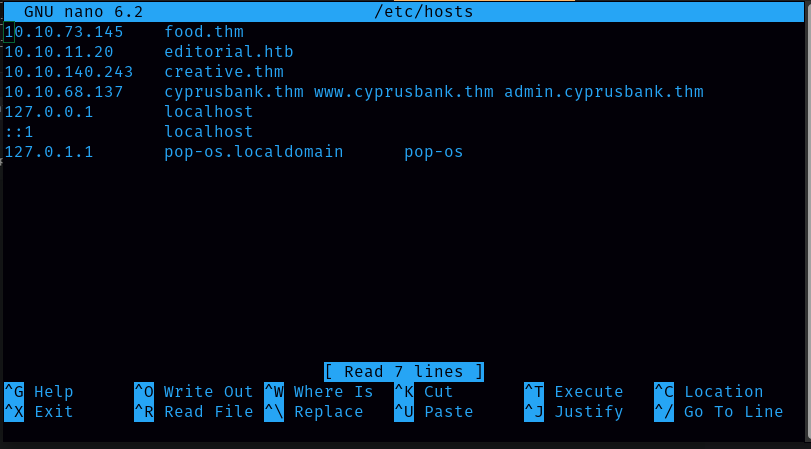 GNU nano 6.2 /etc/hosts
10.10.73.145 food.thm
10.10.11.20 editorial.htb
10.10.140.243 creative.thm
10.10.68.137 cyprusbank.thm www.cyprusbank.thm admin.cyprusbank.thm
127.0.0.1 localhost
::1 localhost
127.0.1.1 pop-os.localdomain pop-os
[ Read 7 lines ]
^G Help ^O Write Out ^W Where Is ^K Cut ^T Execute ^C Location
^X Exit ^R Read File ^\ Replace ^U Paste ^J Justify ^/ Go To Line